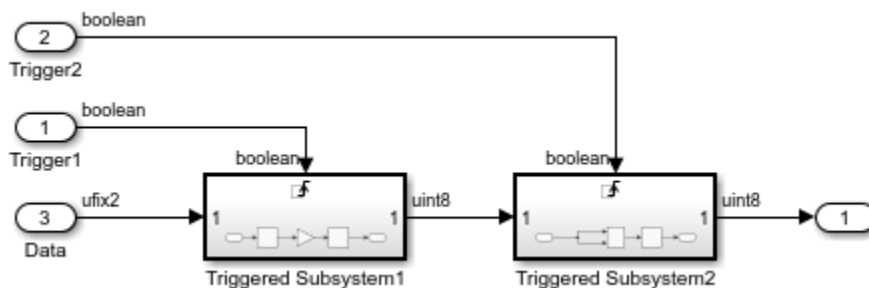 boolean
2
Trigger2
boolean
1
Trigger1
boolean
boolean
ufix2
3
Data
1
1
uint8
1
1
uint8
1
Triggered Subsystem1
Triggered Subsystem2